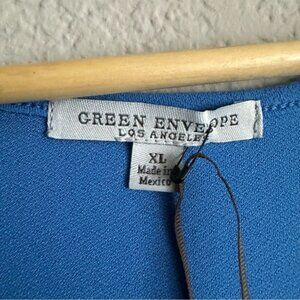 GREEN ENVELOPE
LOS ANGELES
XL
Made in
Mexico